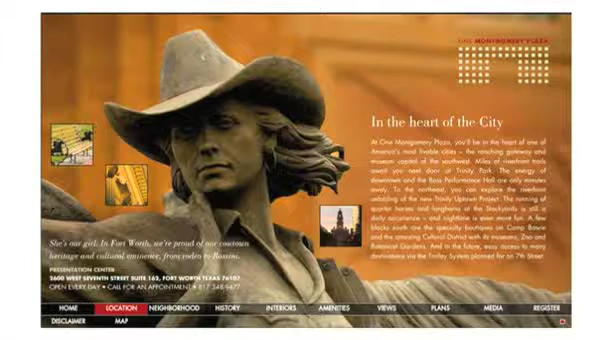 ONE MONTGOMERY PLAZA
In the heart of the City
At One Montgomery Plaza, you'll be in the heart of one of
America's most livable cities – the ranching gateway and
museum capital of the southwest. Miles of riverfront trails
await you next door at Trinity Park. The energy of
downtown and the Bass Performance Hall are only minutes
away. To the northeast, you can explore the riverfront
unfolding of the new Trinity Uptown Project. The running of
quarter horses and longhorns at the Stockyards is still a
daily occurrence – and nighttime is even more fun. A few
blocks south are the specialty boutiques on Camp Bowie
and the amazing Cultural District with its museums, Zoo and
Botanical Gardens. And in the future, easy access to many
destinations via the Trolley System planned for on 7th Street.
She's our girl. In Fort Worth, we're proud of our cowtown
heritage and cultural eminence, from rodeo to Rossini.
PRESENTATION CENTER
2600 WEST SEVENTH STREET SUITE 162, FORT WORTH TEXAS 76107
OPEN EVERY DAY • CALL FOR AN APPOINTMENT • 817.348.9477
HOME LOCATION NEIGHBORHOOD HISTORY INTERIORS AMENITIES VIEWS PLANS MEDIA REGISTER
DISCLAIMER MAP